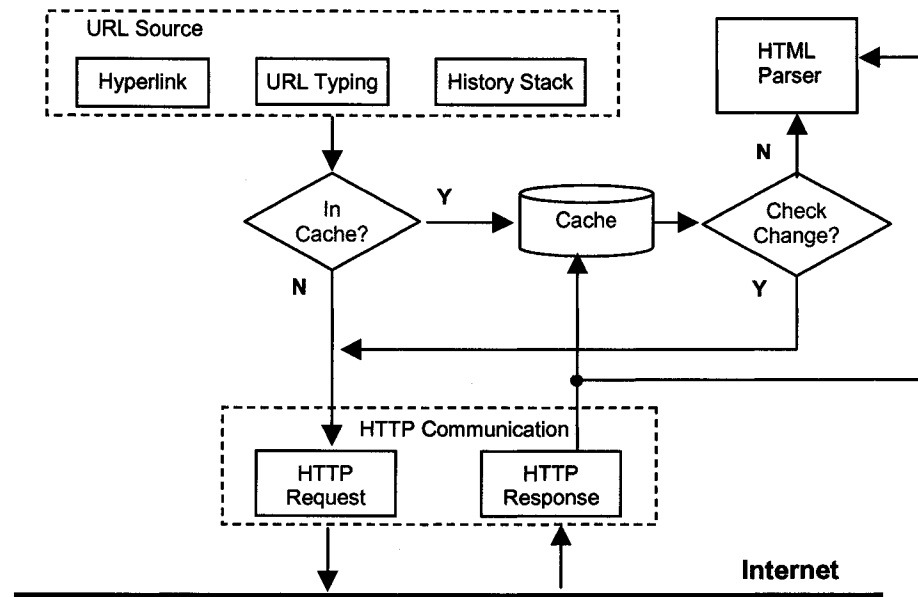 URL Source
Hyperlink
URL Typing
History Stack
HTML
Parser
N
In
Cache?
Y
Cache
Check
Change?
N
Y
HTTP Communication
HTTP
Request
HTTP
Response
Internet